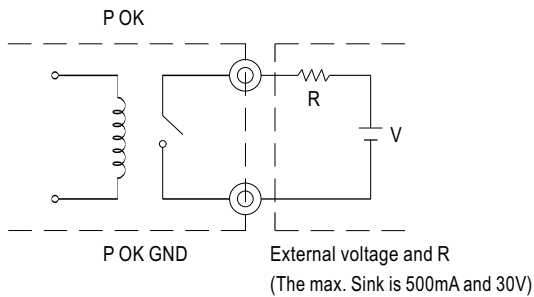 P OK
R
V
P OK GND
External voltage and R
(The max. Sink is 500mA and 30V)